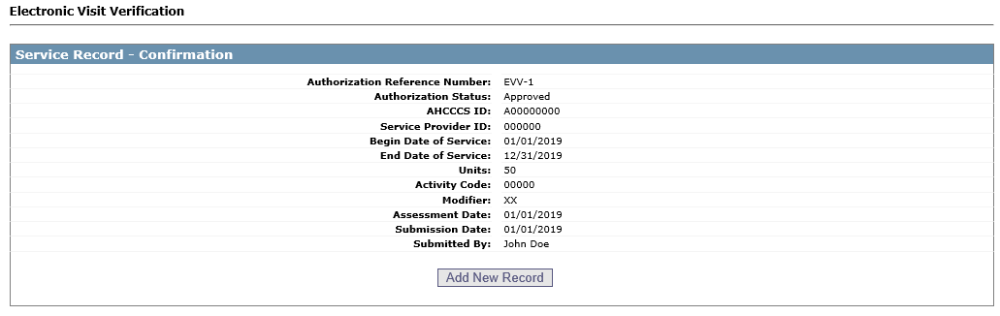 Electronic Visit Verification
Service Record - Confirmation
Authorization Reference Number: EVV-1
Authorization Status: Approved
AHCCCS ID: A00000000
Service Provider ID: 000000
Begin Date of Service: 01/01/2019
End Date of Service: 12/31/2019
Units: 50
Activity Code: 00000
Modifier: XX
Assessment Date: 01/01/2019
Submission Date: 01/01/2019
Submitted By: John Doe
Add New Record